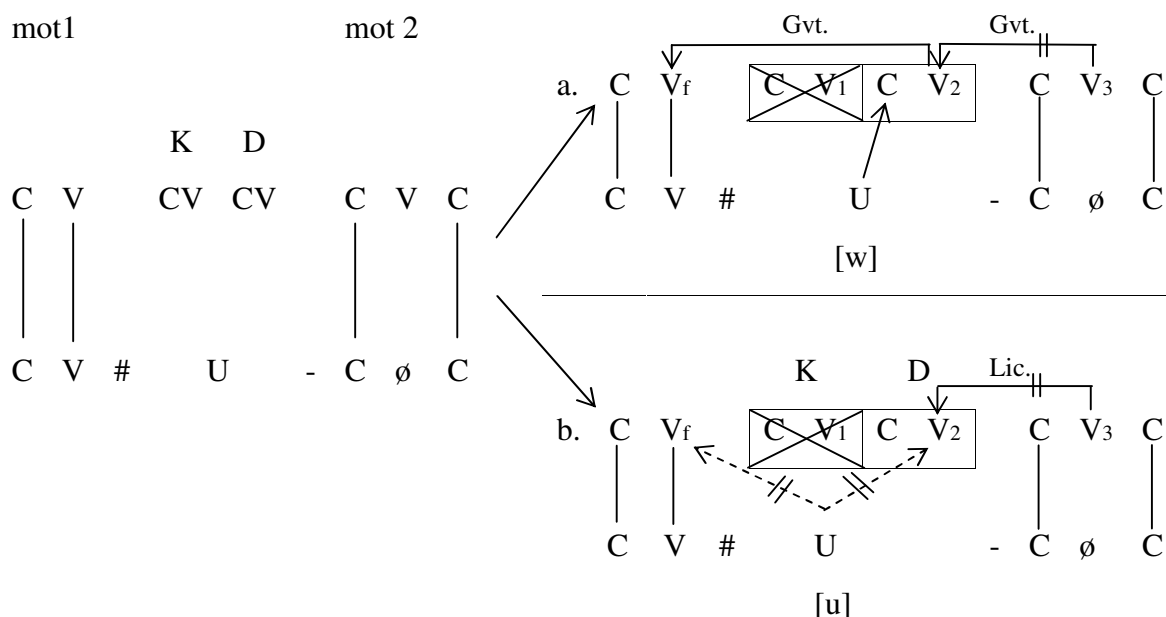 mot1 mot 2 Gvt. Gvt.
a. C Vf C V1 C V2 C V3 C
K D
C V CV CV C V C C V # U - C ø C
[w]
C V # U - C ø C K D Lic.
b. C Vf C V1 C V2 C V3 C
C V # U - C ø C
[u]